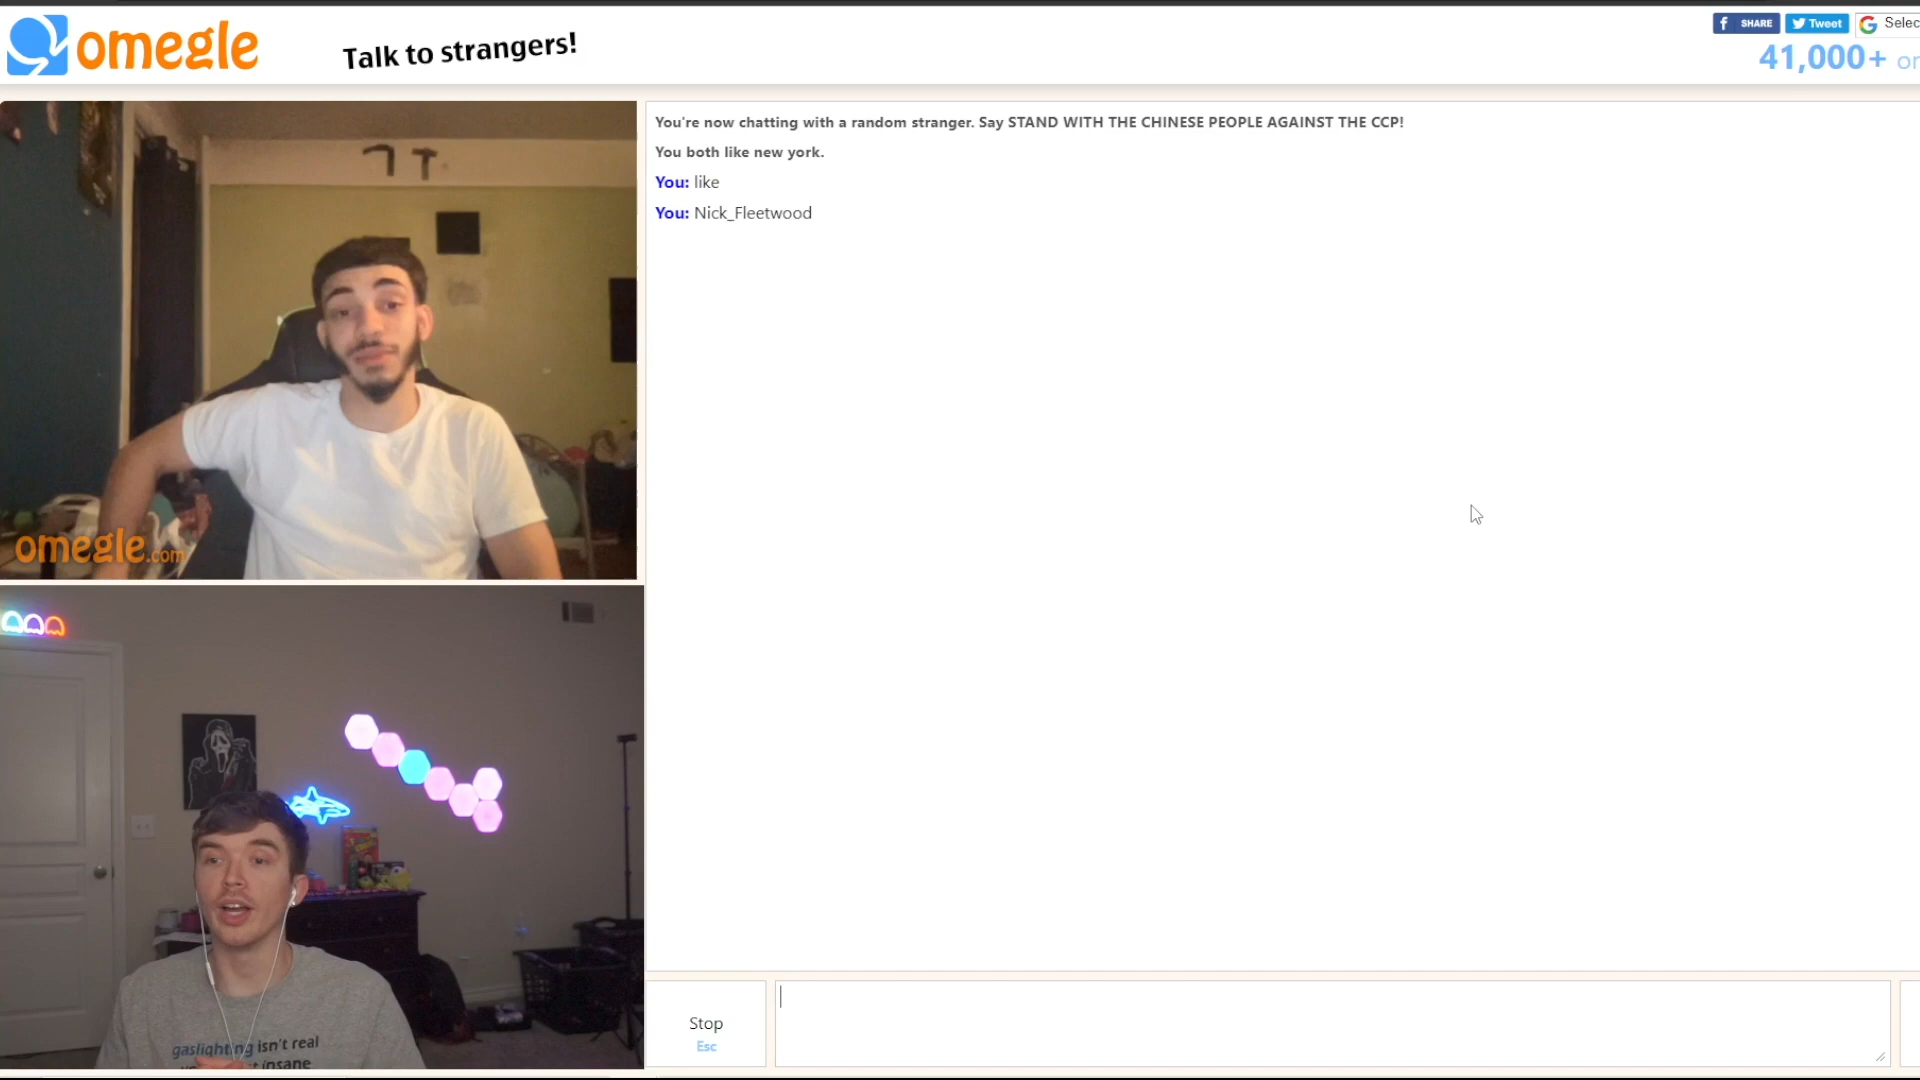 omegle
Talk to strangers!
f SHARE
Tweet
G Selec
41,000+ or
You're now chatting with a random stranger. Say STAND WITH THE CHINESE PEOPLE AGAINST THE CCP!
You both like new york.
You: like
You: Nick_Fleetwood
omegle.com
gaslighting isn't real
insane
Stop
Esc